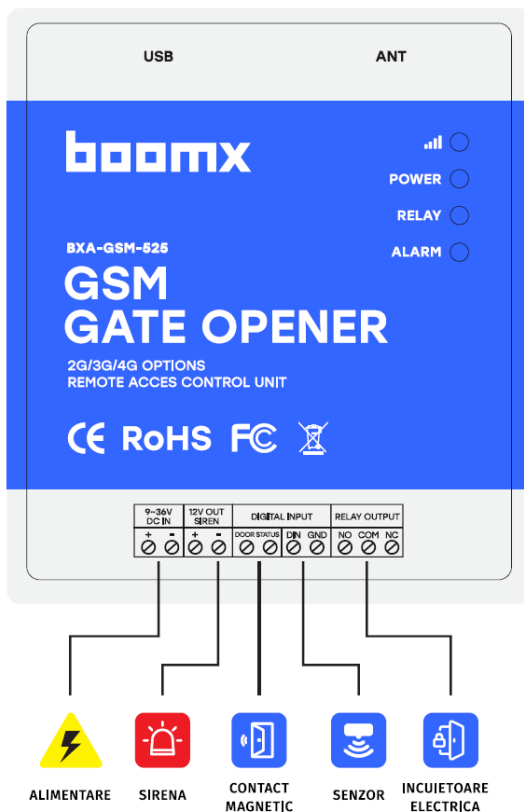 USB ANT
boomx
POWER
RELAY
ALARM
BXA-GSM-525
GSM
GATE OPENER
2G/3G/4G OPTIONS
REMOTE ACCES CONTROL UNIT
CE RoHS FC
9~36V DC IN
12V OUT SIREN
DIGITAL INPUT
RELAY OUTPUT
+ - + - DOOR STATUS DIN GND NO COM NC
ALIMENTARE
SIRENA
CONTACT
MAGNETIC
SENZOR
INCUIETOARE
ELECTRICA